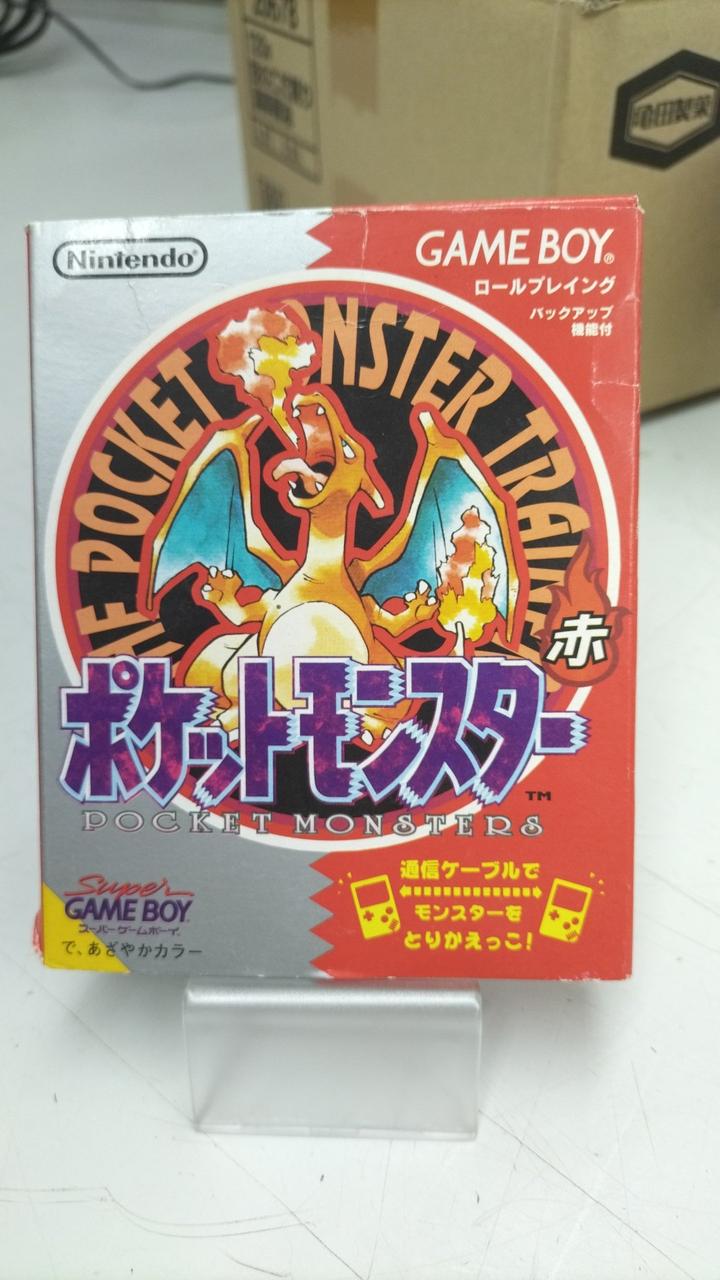 亀田製菓
Nintendo®
GAME BOY®
ロールプレイング
バックアップ
機能付
POCKET MONSTER TRAINER
赤
ポケットモンスター
TM
POCKET MONSTERS
Super
GAME BOY
スーパーゲームボーイ
で、あざやかカラー
通信ケーブルで
モンスターを
とりかえっこ!